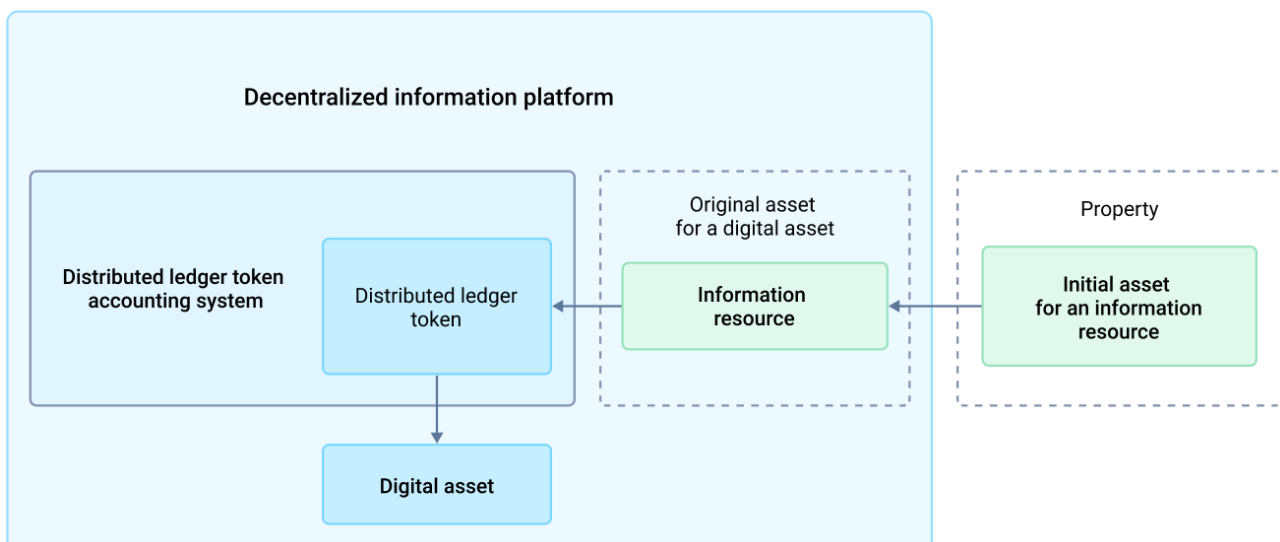 Decentralized information platform
Distributed ledger token
accounting system
Distributed ledger
token
Original asset
for a digital asset
Information
resource
Property
Initial asset
for an information
resource
Digital asset